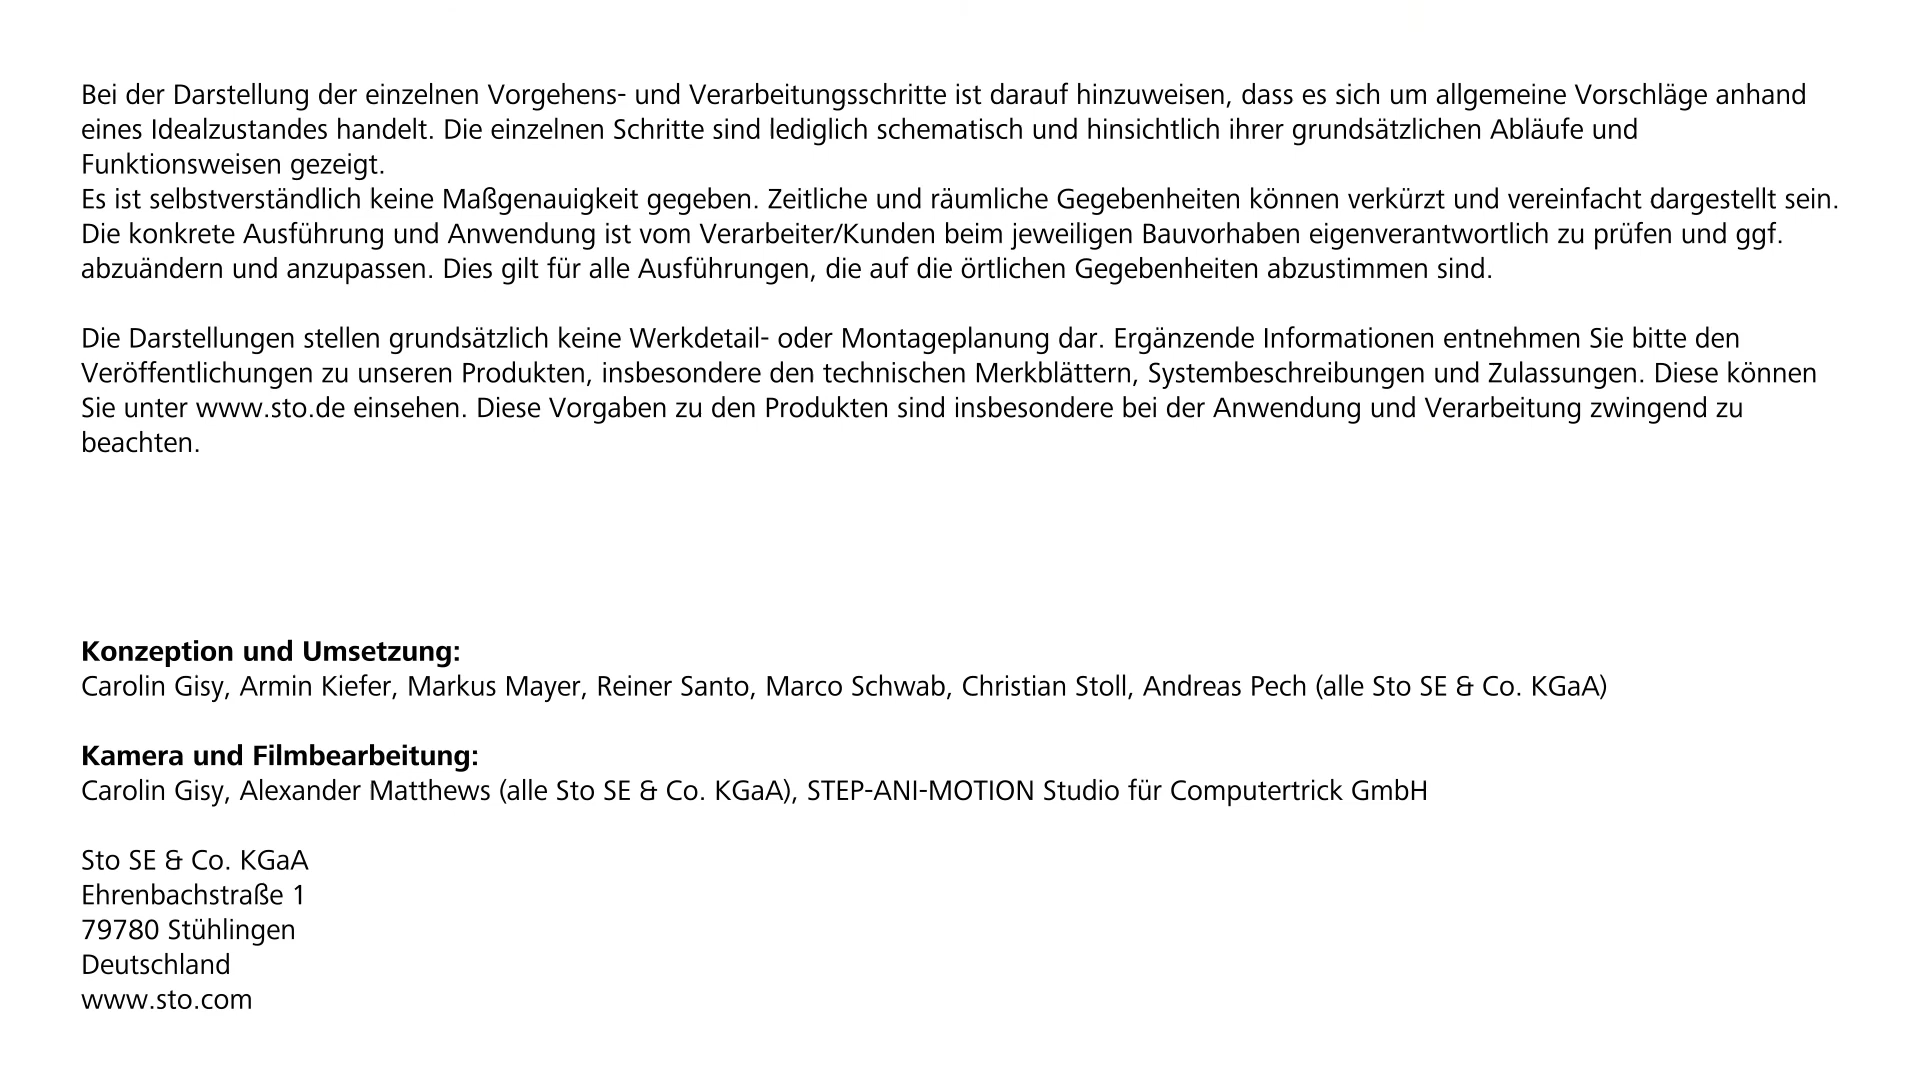 Bei der Darstellung der einzelnen Vorgehens- und Verarbeitungsschritte ist darauf hinzuweisen, dass es sich um allgemeine Vorschläge anhand
eines Idealzustandes handelt. Die einzelnen Schritte sind lediglich schematisch und hinsichtlich ihrer grundsätzlichen Abläufe und
Funktionsweisen gezeigt.
Es ist selbstverständlich keine Maßgenauigkeit gegeben. Zeitliche und räumliche Gegebenheiten können verkürzt und vereinfacht dargestellt sein.
Die konkrete Ausführung und Anwendung ist vom Verarbeiter/Kunden beim jeweiligen Bauvorhaben eigenverantwortlich zu prüfen und ggf.
abzuändern und anzupassen. Dies gilt für alle Ausführungen, die auf die örtlichen Gegebenheiten abzustimmen sind.

Die Darstellungen stellen grundsätzlich keine Werkdetail- oder Montageplanung dar. Ergänzende Informationen entnehmen Sie bitte den
Veröffentlichungen zu unseren Produkten, insbesondere den technischen Merkblättern, Systembeschreibungen und Zulassungen. Diese können
Sie unter www.sto.de einsehen. Diese Vorgaben zu den Produkten sind insbesondere bei der Anwendung und Verarbeitung zwingend zu
beachten.

Konzeption und Umsetzung:
Carolin Gisy, Armin Kiefer, Markus Mayer, Reiner Santo, Marco Schwab, Christian Stoll, Andreas Pech (alle Sto SE & Co. KGaA)

Kamera und Filmbearbeitung:
Carolin Gisy, Alexander Matthews (alle Sto SE & Co. KGaA), STEP-ANI-MOTION Studio für Computertrick GmbH

Sto SE & Co. KGaA
Ehrenbachstraße 1
79780 Stühlingen
Deutschland
www.sto.com